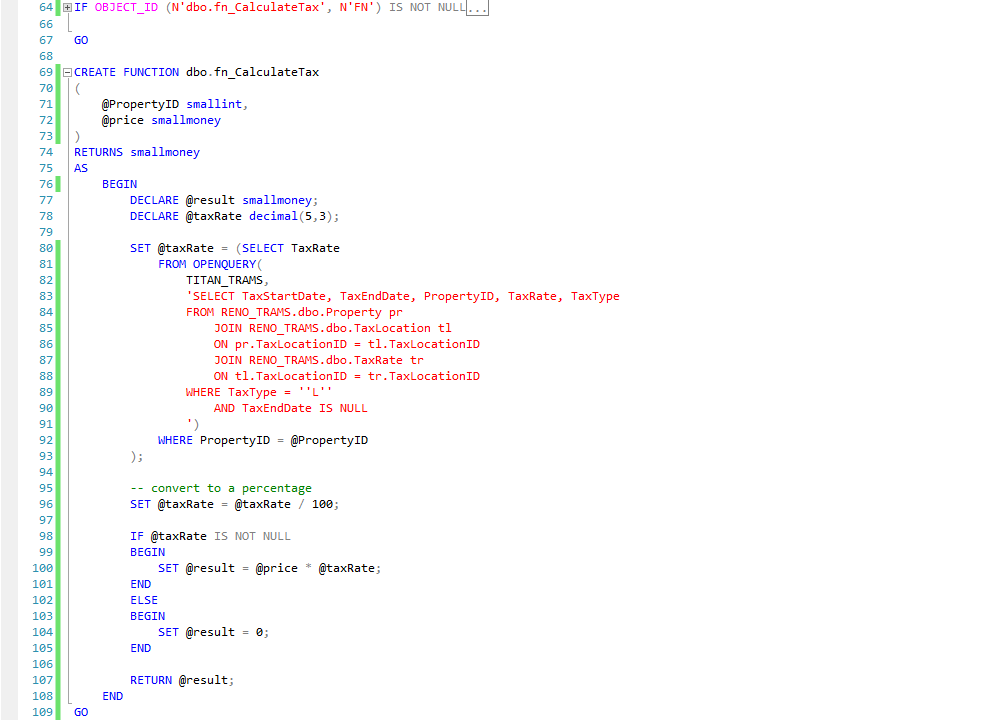 64 IF OBJECT_ID (N'dbo.fn_CalculateTax', N'FN') IS NOT NULL...
66
67 GO
68
69 CREATE FUNCTION dbo.fn_CalculateTax
70 (
71 @PropertyID smallint,
72 @price smallmoney
73 )
74 RETURNS smallmoney
75 AS
76 BEGIN
77 DECLARE @result smallmoney;
78 DECLARE @taxRate decimal(5,3);
79
80 SET @taxRate = (SELECT TaxRate
81 FROM OPENQUERY(
82 TITAN_TRAMS,
83 'SELECT TaxStartDate, TaxEndDate, PropertyID, TaxRate, TaxType
84 FROM RENO_TRAMS.dbo.Property pr
85 JOIN RENO_TRAMS.dbo.TaxLocation tl
86 ON pr.TaxLocationID = tl.TaxLocationID
87 JOIN RENO_TRAMS.dbo.TaxRate tr
88 ON tl.TaxLocationID = tr.TaxLocationID
89 WHERE TaxType = ''L''
90 AND TaxEndDate IS NULL
91 ')
92 WHERE PropertyID = @PropertyID
93 );
94
95 -- convert to a percentage
96 SET @taxRate = @taxRate / 100;
97
98 IF @taxRate IS NOT NULL
99 BEGIN
100 SET @result = @price * @taxRate;
101 END
102 ELSE
103 BEGIN
104 SET @result = 0;
105 END
106
107 RETURN @result;
108 END
109 GO